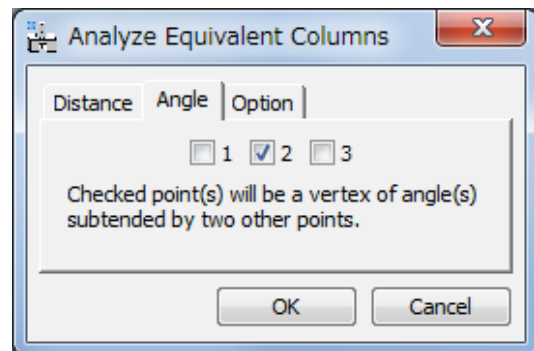 Analyze Equivalent Columns
Distance Angle Option
1 2 3
Checked point(s) will be a vertex of angle(s)
subtended by two other points.
OK Cancel